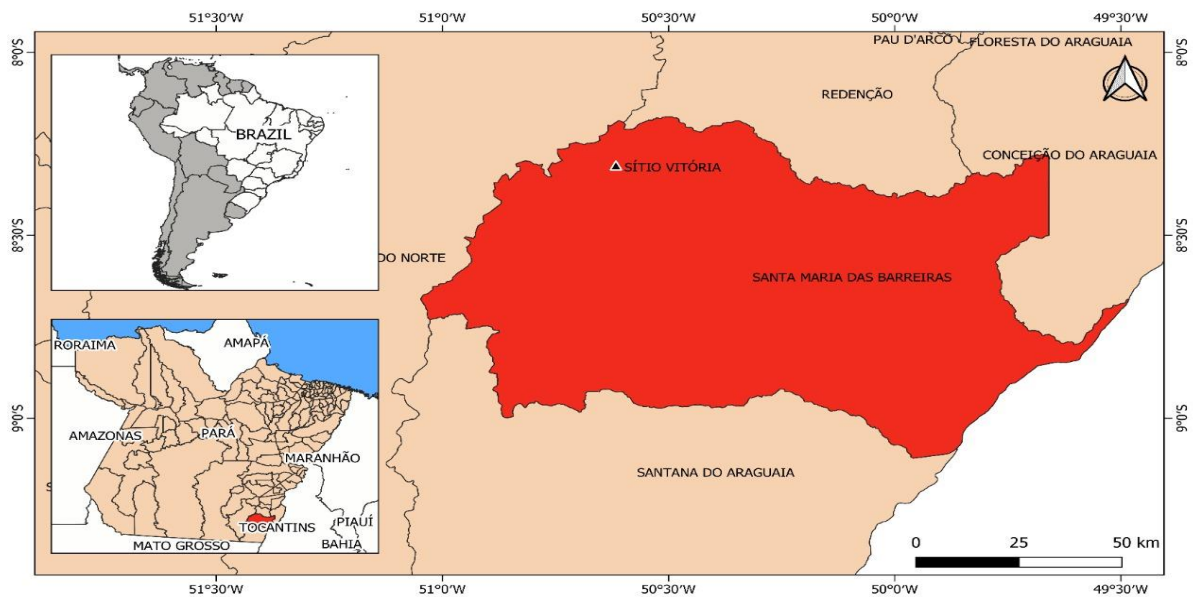 51°30'W 51°0'W 50°30'W 50°0'W 49°30'W
8°0'S 8°0'S
PAU D'ARCO FLORESTA DO ARAGUAIA
REDENÇÃO
BRAZIL
CONCEIÇÃO DO ARAGUAIA
SÍTIO VITÓRIA
8°30'S 8°30'S
DO NORTE
SANTA MARIA DAS BARREIRAS
RORAIMA
AMAPÁ
9°0'S 9°0'S
AMAZONAS
PARÁ
MARANHÃO
SANTANA DO ARAGUAIA
S
TOCANTINS
PIAUÍ
MATO GROSSO
BAHIA
0 25 50 km
51°30'W 51°0'W 50°30'W 50°0'W 49°30'W